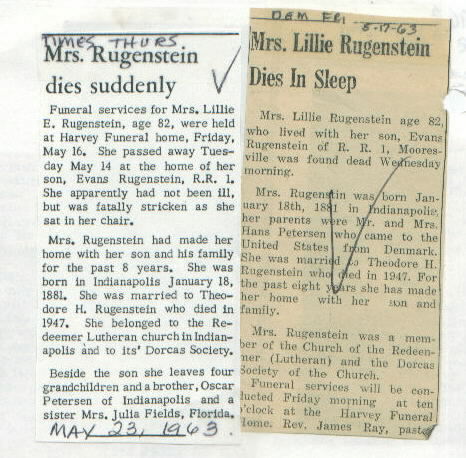 TIMES THURS
Mrs. Rugenstein
dies suddenly
Funeral services for Mrs. Lillie
E. Rugenstein, age 82, were held
at Harvey Funeral home, Friday,
May 16. She passed away Tues-
day May 14 at the home of her
son, Evans Rugenstein, R.R. 1.
She apparently had not been ill,
but was fatally stricken as she
sat in her chair.
Mrs. Rugenstein had made her
home with her son and his family
for the past 8 years. She was
born in Indianapolis January 18,
1881. She was married to Theo-
dore H. Rugenstein who died in
1947. She belonged to the Re-
deemer Lutheran church in Indian-
apolis and to its' Dorcas Society.
Beside the son she leaves four
grandchildren and a brother, Oscar
Petersen of Indianapolis and a
sister Mrs. Julia Fields, Florida.
MAY 23, 1963
DEM FRI
5-17-63
Mrs. Lillie Rugenstein
Dies In Sleep
Mrs. Lillie Rugenstein age 82,
who lived with her son, Evans
Rugenstein of R. R. 1, Moores-
ville was found dead Wednesday
morning.
Mrs. Rugenstein was born Jan-
uary 18th, 1881 in Indianapolis,
her parents were Mr. and Mrs.
Hans Petersen who came to the
United States from Denmark.
She was married to Theodore H.
Rugenstein who died in 1947. For
the past eight years she has made
her home with her son and
family.
Mrs. Rugenstein was a mem-
ber of the Church of the Redee-
mer (Lutheran) and the Dorcas
Society of the Church.
Funeral services will be con-
ducted Friday morning at ten
o'clock at the Harvey Funeral
Home. Rev. James Ray, pastor